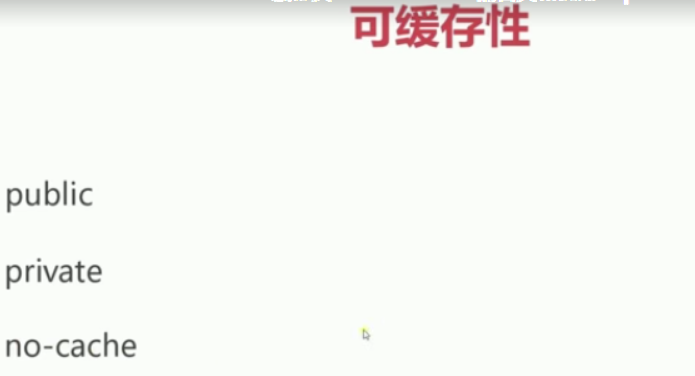 可缓存性
public
private
no-cache